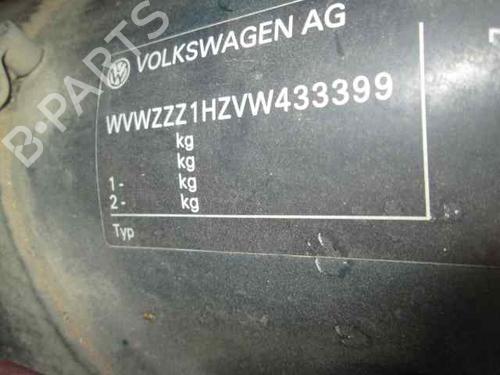 VOLKSWAGEN AG
WVWZZZ1HZVW433399
kg
kg
1- kg
2- kg
Typ
B-PARTS